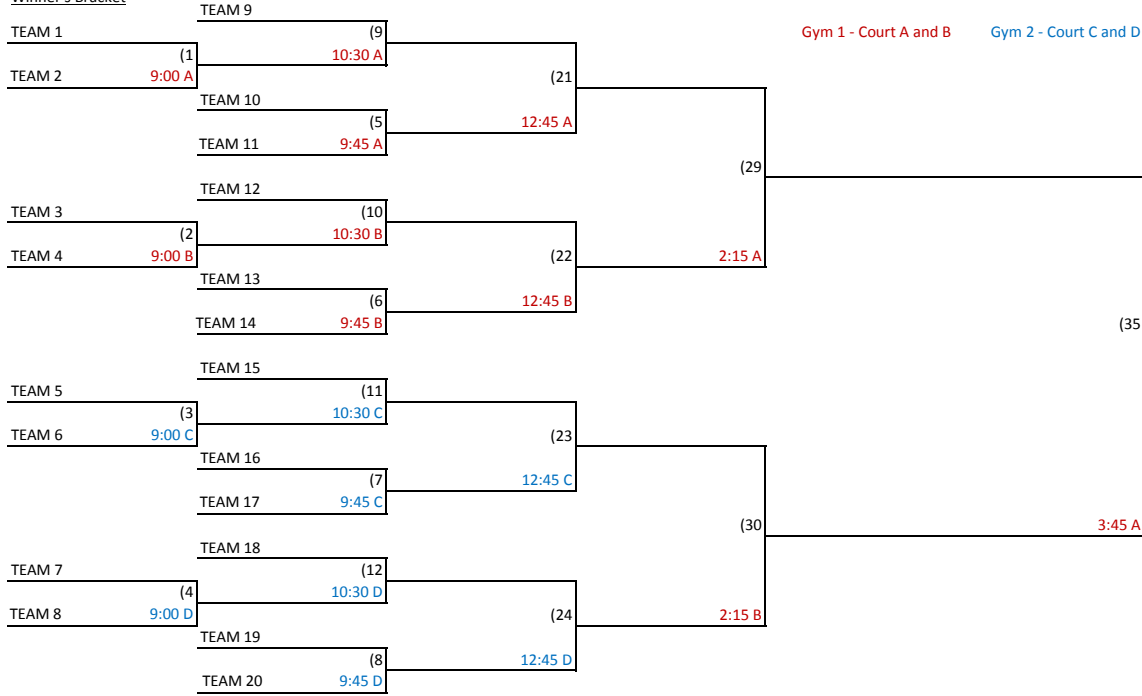 Winner's Bracket
TEAM 9
TEAM 1
(9
Gym 1 - Court A and B
Gym 2 - Court C and D
(1
10:30 A
TEAM 2
9:00 A
(21
TEAM 10
(5
12:45 A
TEAM 11
9:45 A
(29
TEAM 12
TEAM 3
(10
(2
10:30 B
TEAM 4
9:00 B
(22
2:15 A
TEAM 13
(6
12:45 B
TEAM 14
9:45 B
(35
TEAM 15
TEAM 5
(11
(3
10:30 C
TEAM 6
9:00 C
(23
TEAM 16
(7
12:45 C
TEAM 17
9:45 C
(30
3:45 A
TEAM 18
TEAM 7
(12
(4
10:30 D
TEAM 8
9:00 D
(24
2:15 B
TEAM 19
(8
12:45 D
TEAM 20
9:45 D